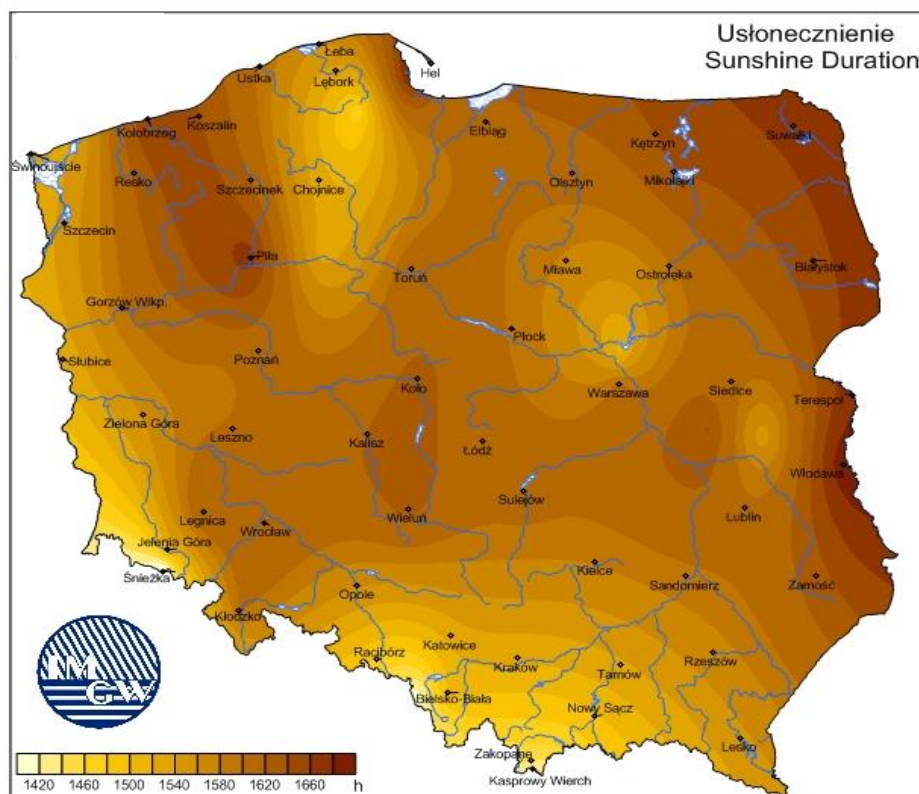 Usłonecznienie
Sunshine Duration
Łeba
Hel
Ustka
Lębork
Koszalin
Kołobrzeg
Elbląg
Suwałki
Kętrzyn
Świnoujście
Resko
Szczecinek
Chojnice
Olsztyn
Mikołajki
Szczecin
Piła
Toruń
Mława
Ostrołęka
Białystok
Gorzów Wlkp.
Płock
Słubice
Poznań
Koło
Warszawa
Siedlce
Terespol
Zielona Góra
Leszno
Kalisz
Łódź
Włodawa
Sulejów
Legnica
Wrocław
Wieluń
Lublin
Jelenia Góra
Śnieżka
Kielce
Sandomierz
Zamość
Opole
Kłodzko
Katowice
Racibórz
Kraków
Tarnów
Rzeszów
Bielsko-Biała
Nowy Sącz
Lesko
Zakopane
Kasprowy Wierch
IM
GW
1420 1460 1500 1540 1580 1620 1660 h